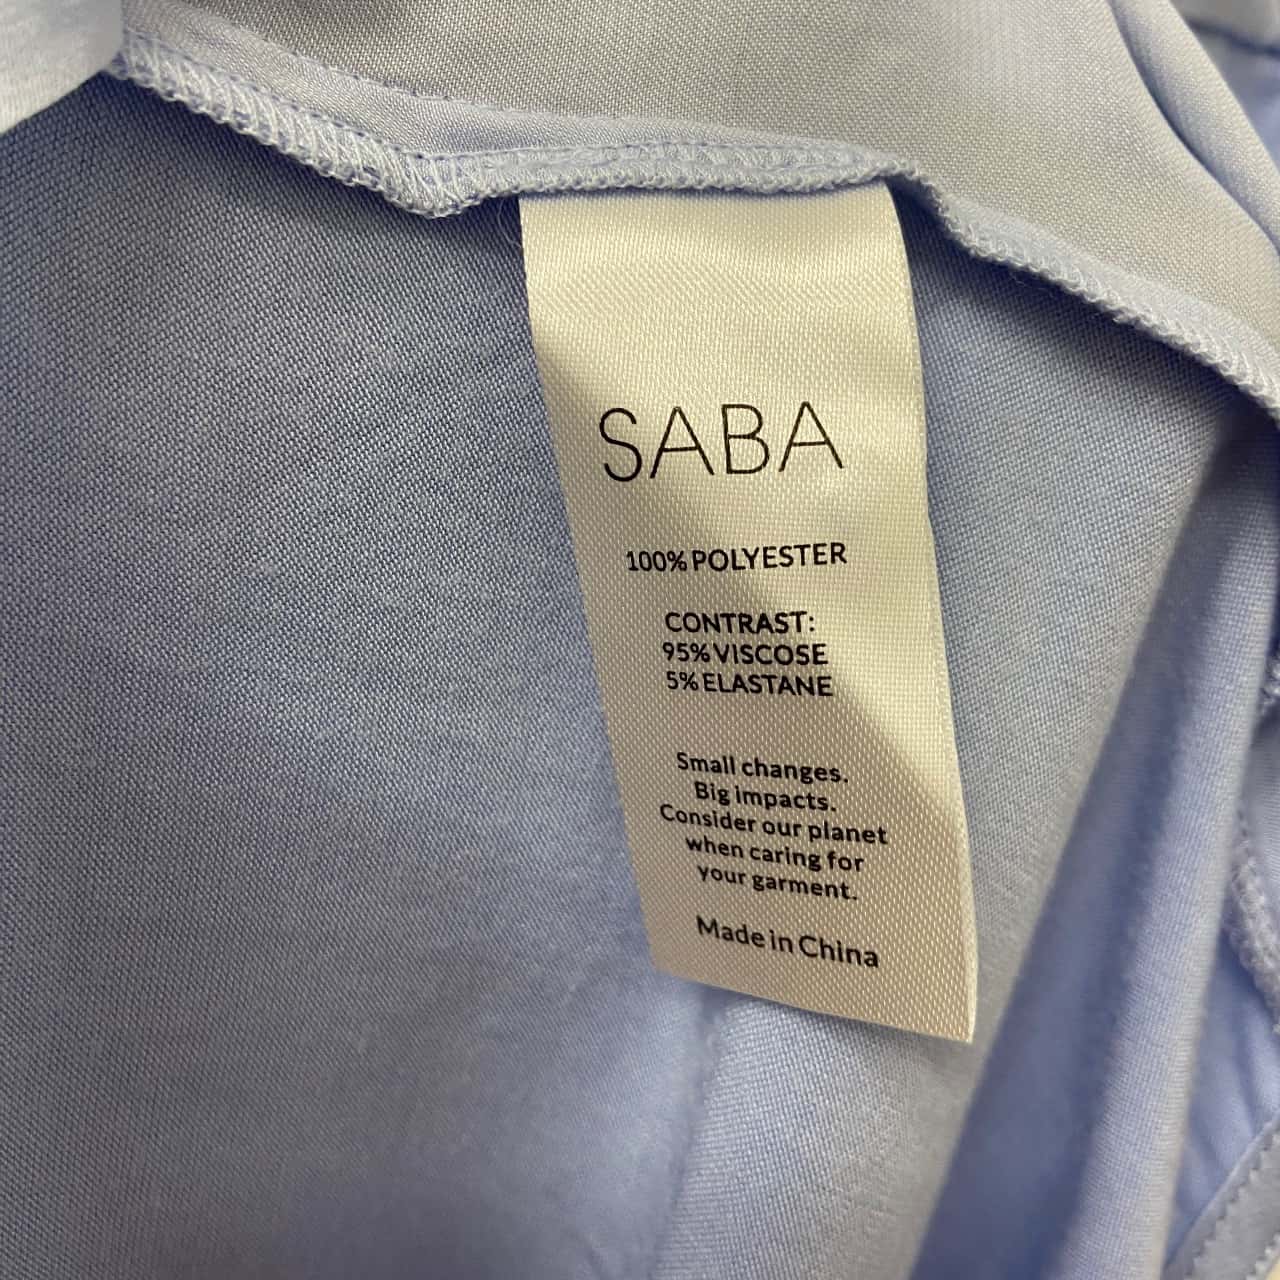 SABA
100% POLYESTER
CONTRAST:
95% VISCOSE
5% ELASTANE
Small changes.
Big impacts.
Consider our planet
when caring for
your garment.
Made in China